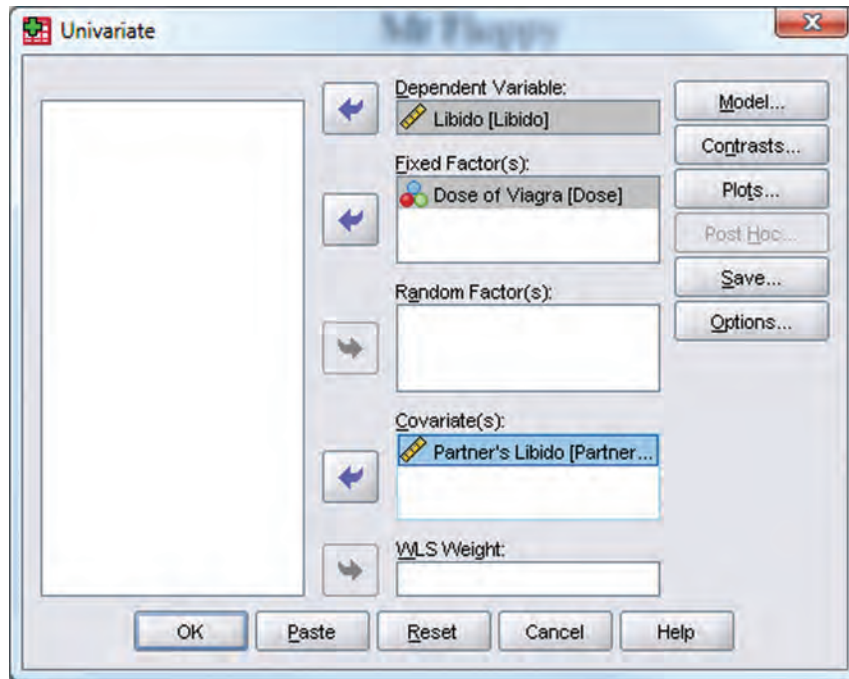 Univariate
Dependent Variable:
Libido [Libido]
Fixed Factor(s):
Dose of Viagra [Dose]
Random Factor(s):
Covariate(s):
Partner's Libido [Partner...
WLS Weight:
Model...
Contrasts...
Plots...
Post Hoc...
Save...
Options...
OK
Paste
Reset
Cancel
Help